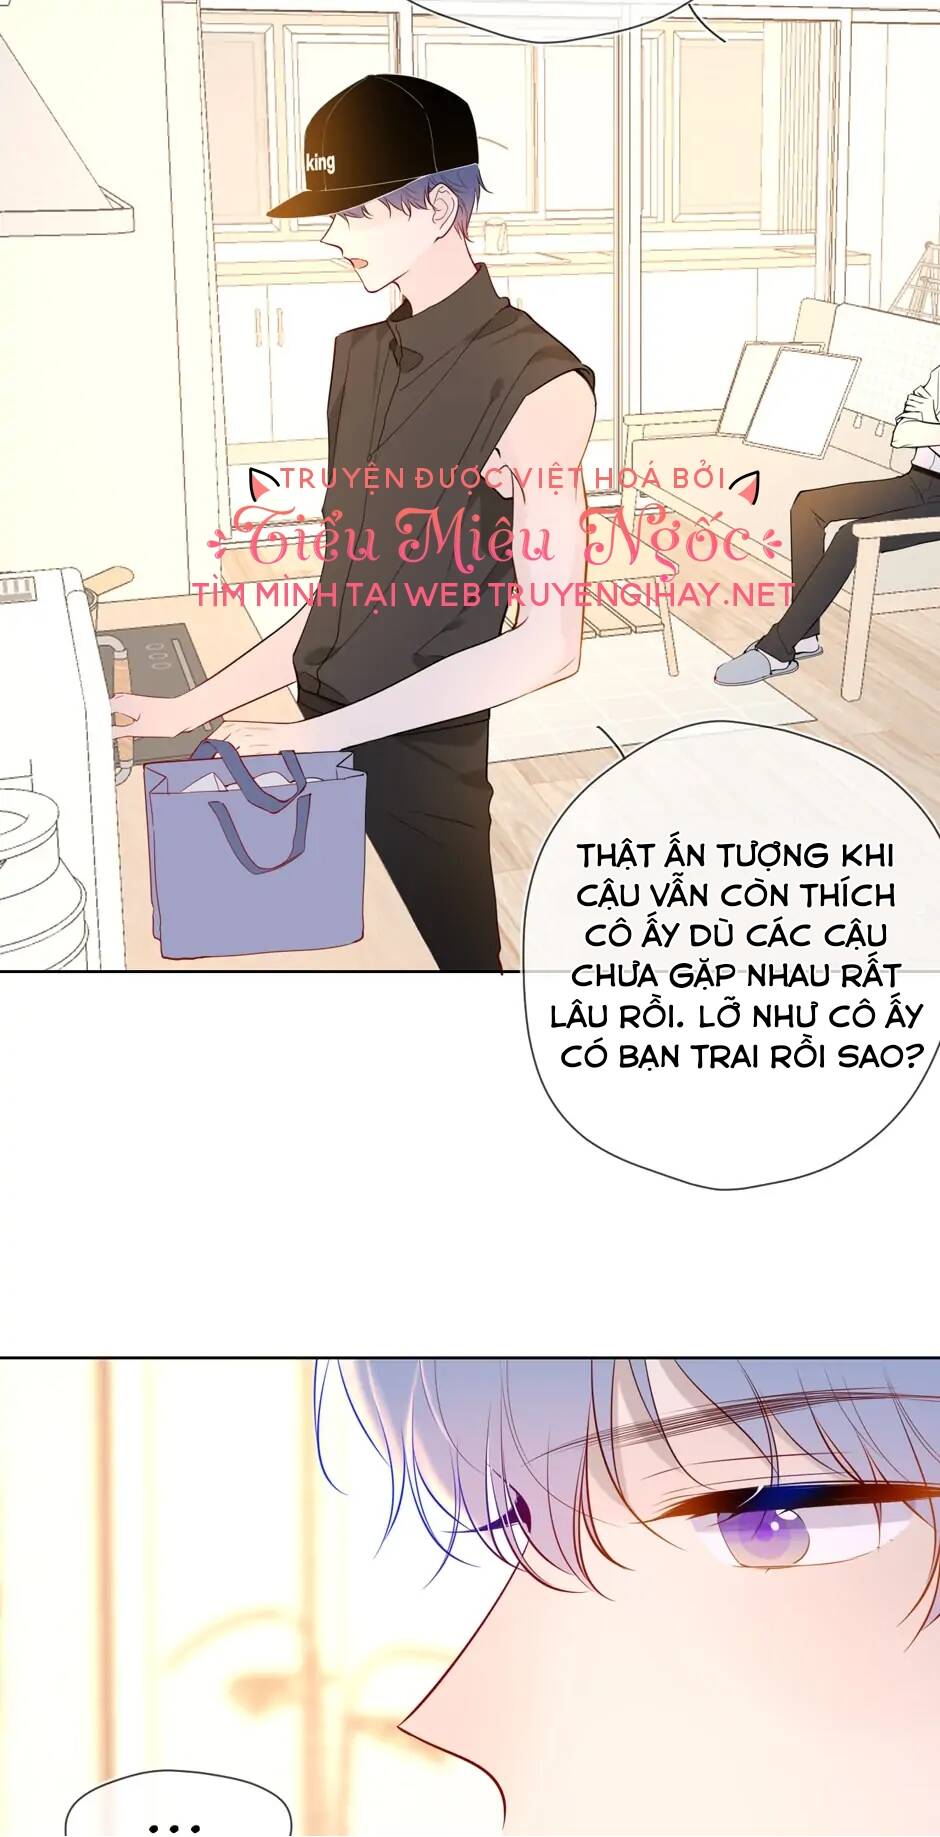 king
TRUYỆN ĐƯỢC VIỆT HOÁ BỞI
Tiểu Miêu Ngốc
TÌM MÌNH TẠI WEB TRUYENGIHAY.NET
THẬT ẤN TƯỢNG KHI
CẬU VẪN CÒN THÍCH
CÔ ẤY DÙ CÁC CẬU
CHƯA GẶP NHAU RẤT
LÂU RỒI. LỠ NHƯ CÔ ẤY
CÓ BẠN TRAI RỒI SAO?
...